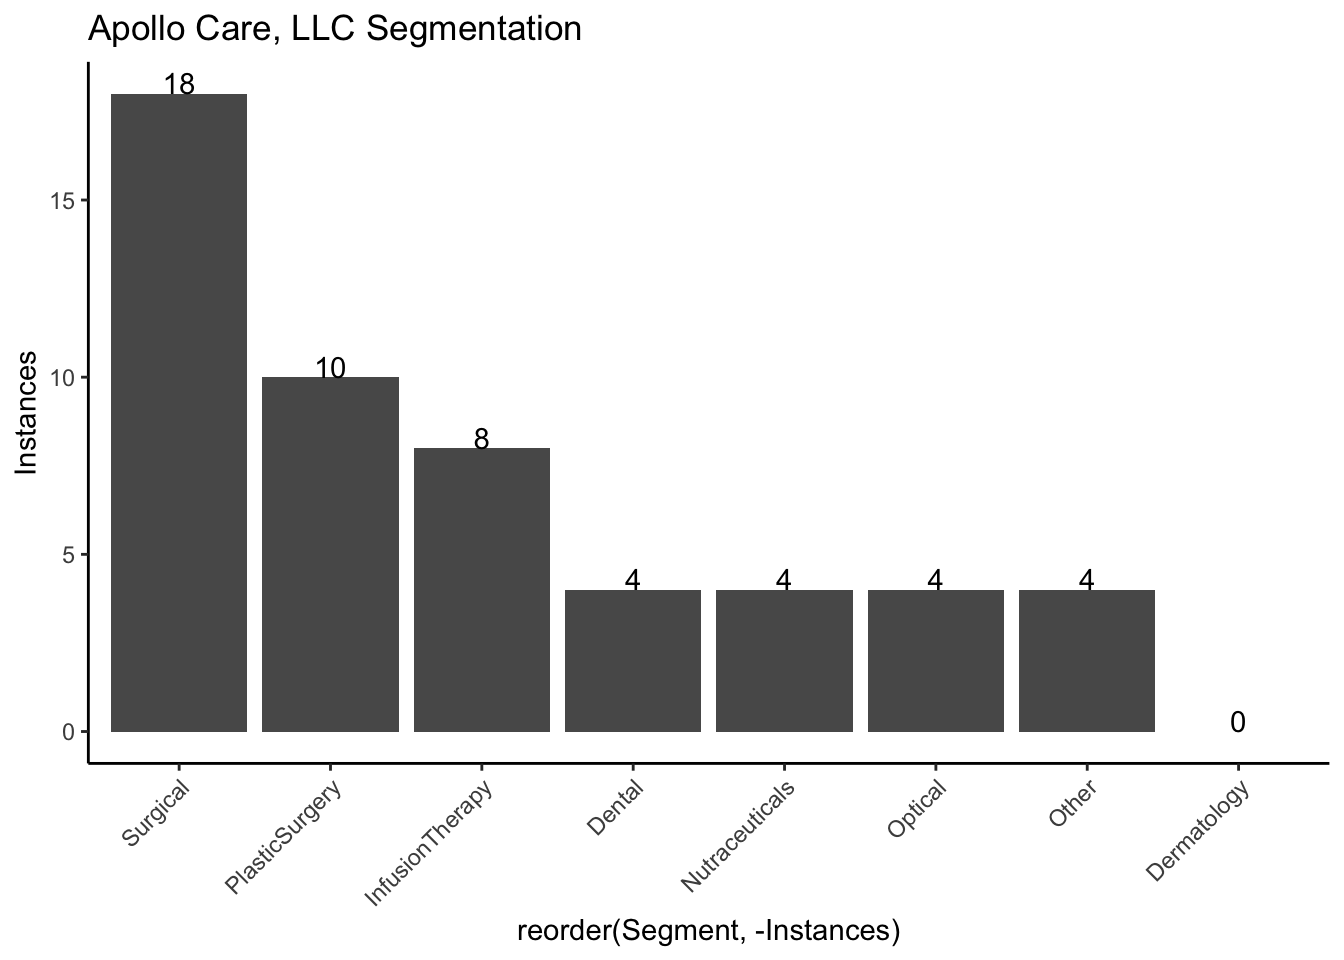 Apollo Care, LLC Segmentation
18
10
8
4
4
4
4
0
15
10
5
0
Instances
Surgical
PlasticSurgery
InfusionTherapy
Dental
Nutraceuticals
Optical
Other
Dermatology
reorder(Segment, -Instances)